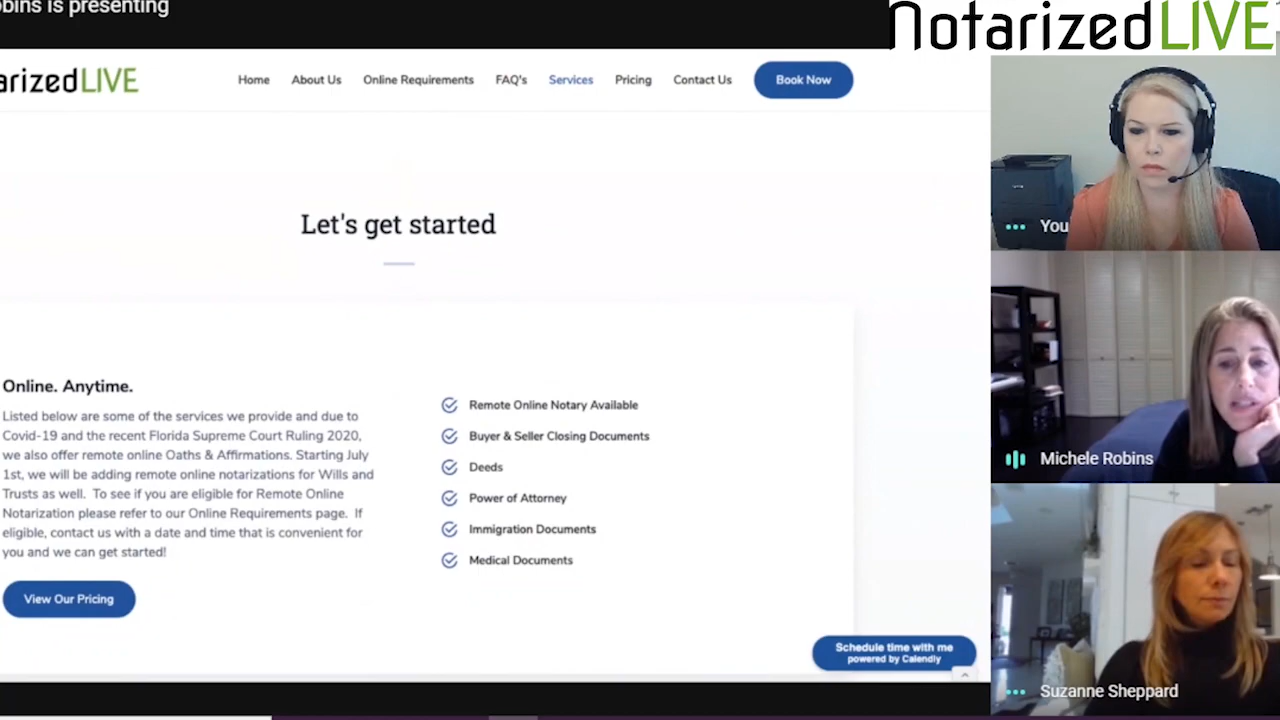 obins is presenting
NotarizedLIVE
arizedLIVE
Home About Us Online Requirements FAQ's Services Pricing Contact Us Book Now
Let's get started
Online. Anytime.
Listed below are some of the services we provide and due to
Covid-19 and the recent Florida Supreme Court Ruling 2020,
we also offer remote online Oaths & Affirmations. Starting July
1st, we will be adding remote online notarizations for Wills and
Trusts as well. To see if you are eligible for Remote Online
Notarization please refer to our Online Requirements page. If
eligible, contact us with a date and time that is convenient for
you and we can get started!
View Our Pricing
Remote Online Notary Available
Buyer & Seller Closing Documents
Deeds
Power of Attorney
Immigration Documents
Medical Documents
Schedule time with me
powered by Calendly
You
Michele Robins
Suzanne Sheppard